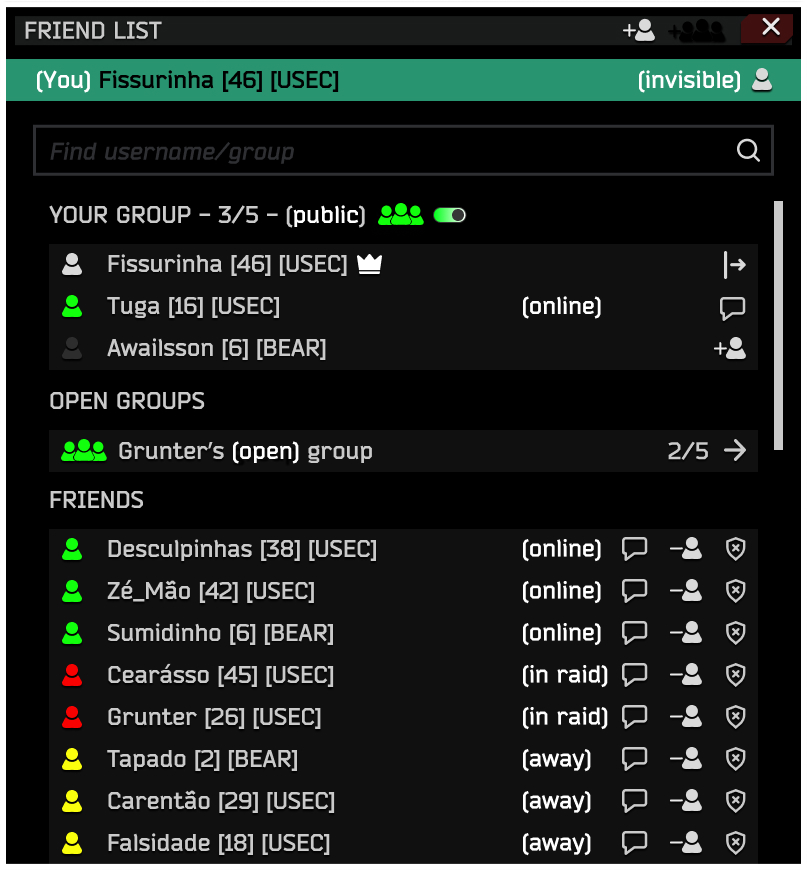 FRIEND LIST
(You) Fissurinha [46] [USEC] (invisible)
Find username/group
YOUR GROUP - 3/5 - (public)
Fissurinha [46] [USEC]
Tuga [16] [USEC] (online)
Awailsson [6] [BEAR]
OPEN GROUPS
Grunter's (open) group 2/5
FRIENDS
Desculpinhas [38] [USEC] (online)
Zé_Mão [42] [USEC] (online)
Sumidinho [6] [BEAR] (online)
Cearásso [45] [USEC] (in raid)
Grunter [26] [USEC] (in raid)
Tapado [2] [BEAR] (away)
Carentão [29] [USEC] (away)
Falsidade [18] [USEC] (away)